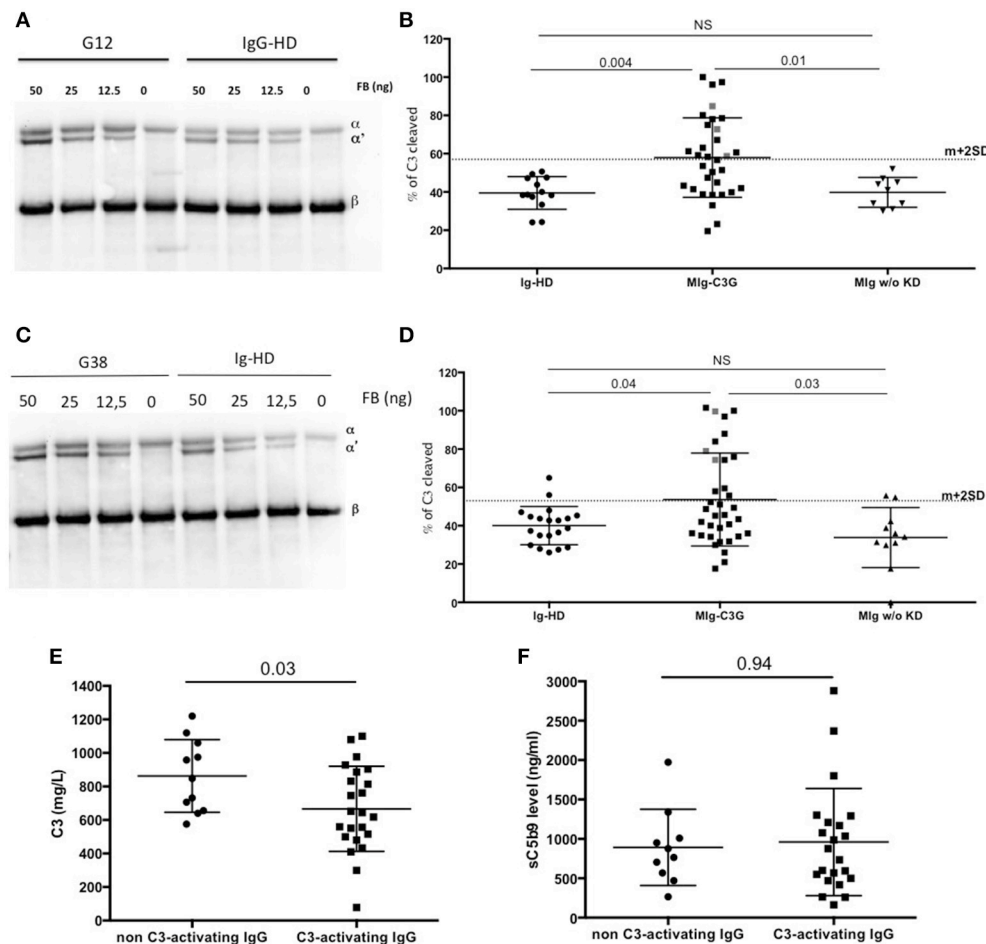 A
G12 IgG-HD
50 25 12.5 0 50 25 12.5 0 FB (ng)
α
α'
β
B
NS
0.004 0.01
120
100
80
60
40
20
0
% of C3 cleaved
m+2SD
Ig-HD MIg-C3G MIg w/o KD
C
G38 Ig-HD
50 25 12,5 0 50 25 12,5 0 FB (ng)
α
α'
β
D
NS
0.04 0.03
120
100
80
60
40
20
0
% of C3 cleaved
m+2SD
Ig-HD MIg-C3G MIg w/o KD
E
0.03
1400
1200
1000
800
600
400
200
0
C3 (mg/L)
non C3-activating IgG C3-activating IgG
F
0.94
3000
2500
2000
1500
1000
500
0
sC5b9 level (ng/ml)
non C3-activating IgG C3-activating IgG